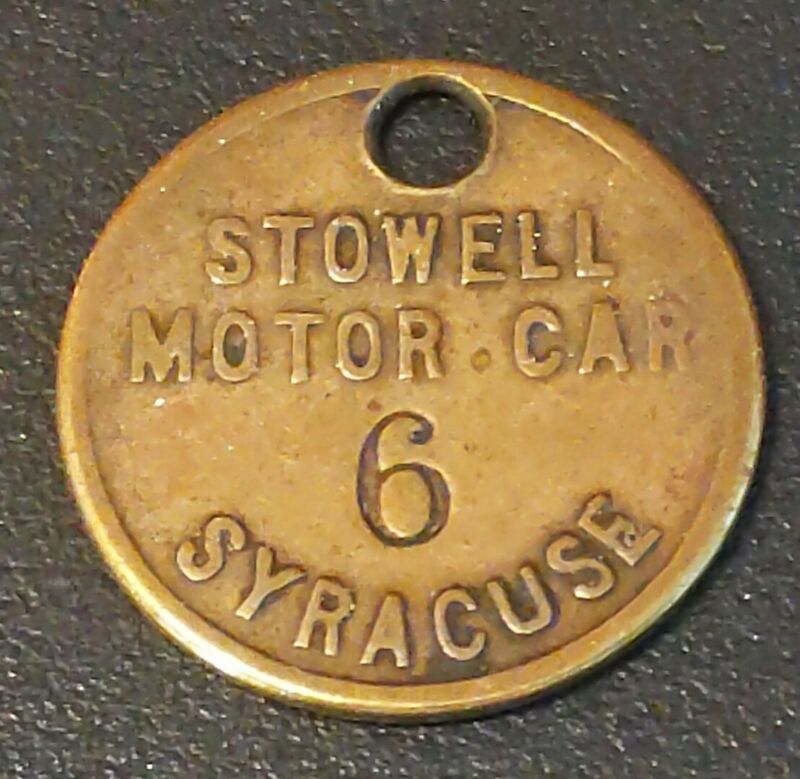 STOWELL
MOTOR · CAR
6
SYRACUSE